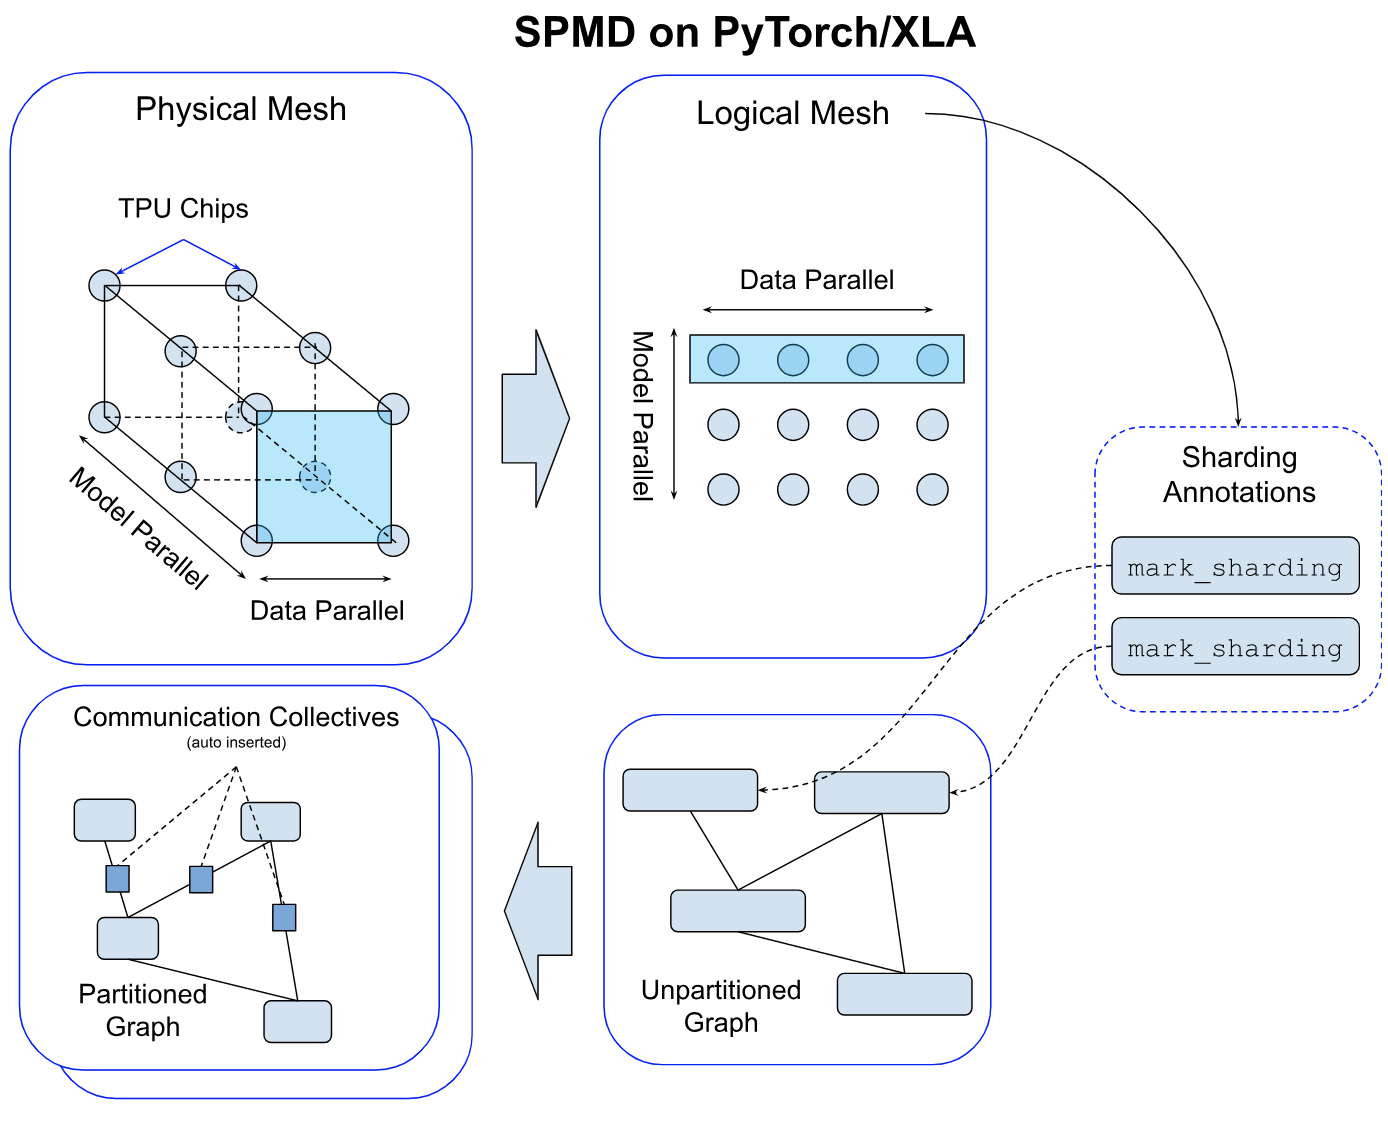 SPMD on PyTorch/XLA
Physical Mesh
TPU Chips
Model Parallel
Data Parallel
Logical Mesh
Data Parallel
Model Parallel
Sharding
Annotations
mark_sharding
mark_sharding
Communication Collectives
(auto inserted)
Partitioned
Graph
Unpartitioned
Graph